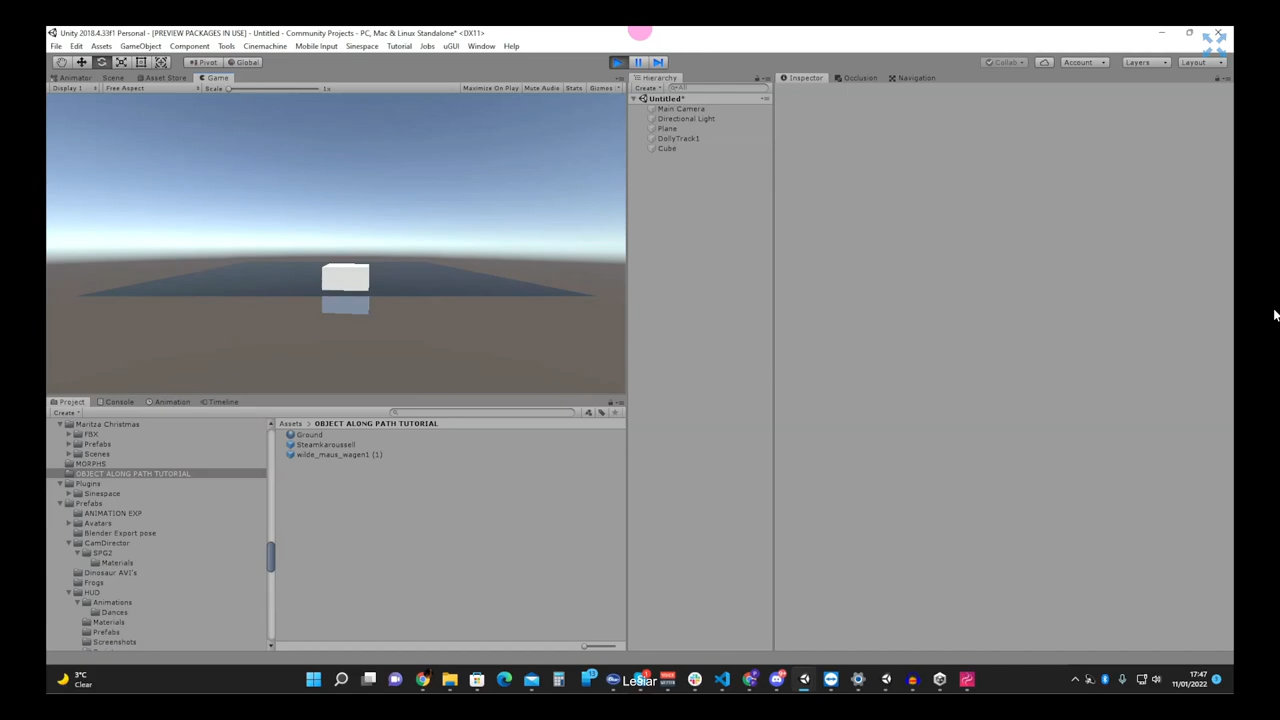 Unity 2018.4.33f1 Personal - [PREVIEW PACKAGES IN USE] - Untitled - Community Projects - PC, Mac & Linux Standalone* <DX11>
File Edit Assets GameObject Component Tools Cinemachine Mobile Input Sinespace Tutorial Jobs uGUI Window Help
Pivot Global Collab Account Layers Layout
Animator Scene Asset Store Game Hierarchy Inspector Occlusion Navigation
Display 1 Free Aspect Scale 1x Maximize On Play Mute Audio Stats Gizmos Create All
Untitled*
Main Camera
Directional Light
Plane
DollyTrack1
Cube
Project Console Animation Timeline
Create
Maritza Christmas
FBX
Prefabs
Scenes
MORPHS
OBJECT ALONG PATH TUTORIAL
Plugins
Sinespace
Prefabs
ANIMATION EXP
Avatars
Blender Export pose
CamDirector
SPG2
Materials
Dinosaur AVI's
Frogs
HUD
Animations
Dances
Materials
Prefabs
Screenshots
Assets > OBJECT ALONG PATH TUTORIAL
Ground
Steamkaroussell
wilde_maus_wagen1 (1)
3°C
Clear
Lesiar
17:47
11/01/2022